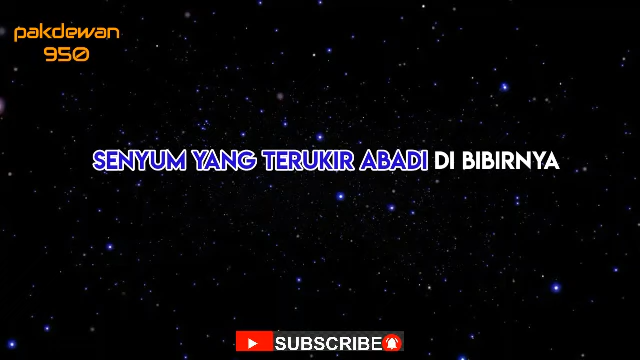 pakdewan
950
SENYUM YANG TERUKIR ABADI DI BIBIRNYA
SUBSCRIBE